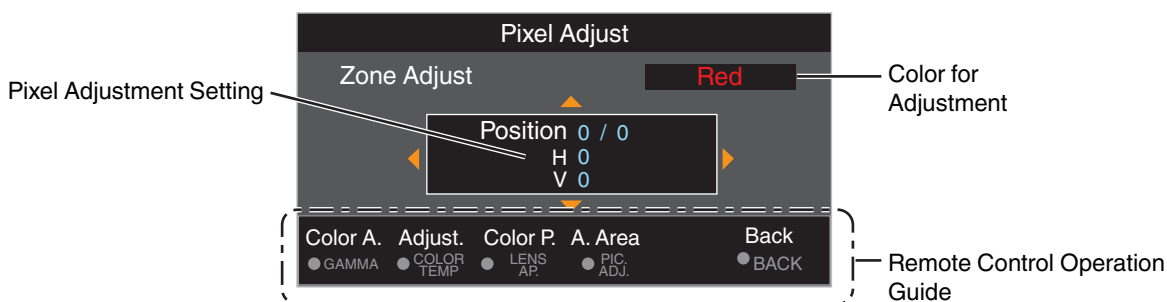 Pixel Adjust
Zone Adjust Red
Pixel Adjustment Setting
Color for
Adjustment
Position 0 / 0
H 0
V 0
Color A. Adjust. Color P. A. Area Back
GAMMA COLOR TEMP LENS AP. PIC. ADJ. BACK
Remote Control Operation
Guide